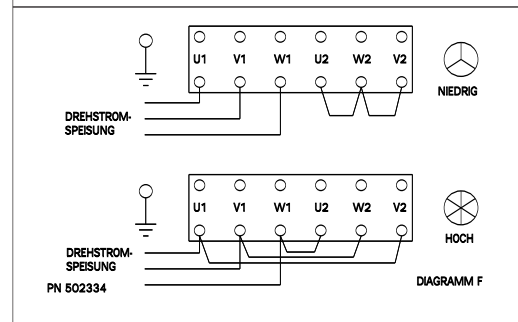 U1 V1 W1 U2 W2 V2
NIEDRIG
DREHSTROM-
SPEISUNG
U1 V1 W1 U2 W2 V2
HOCH
DREHSTROM-
SPEISUNG
PN 502334
DIAGRAMM F